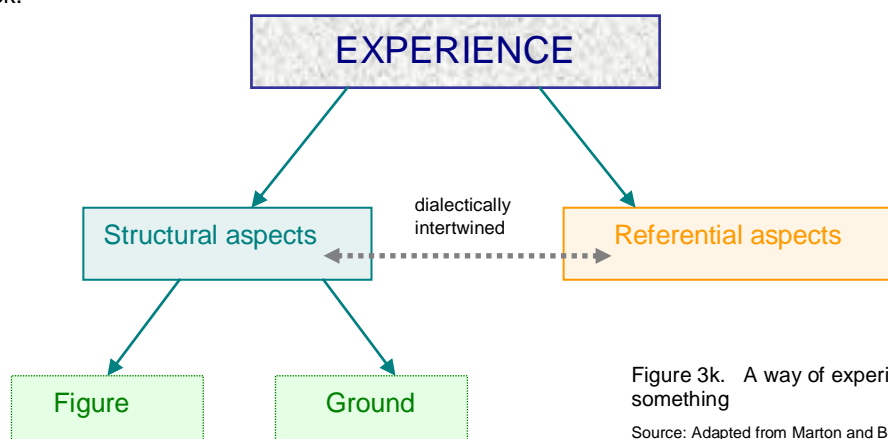 EXPERIENCE
dialectically
intertwined
Structural aspects
Referential aspects
Figure
Ground
Figure 3k. A way of
something
Source: Adapted from Marton and